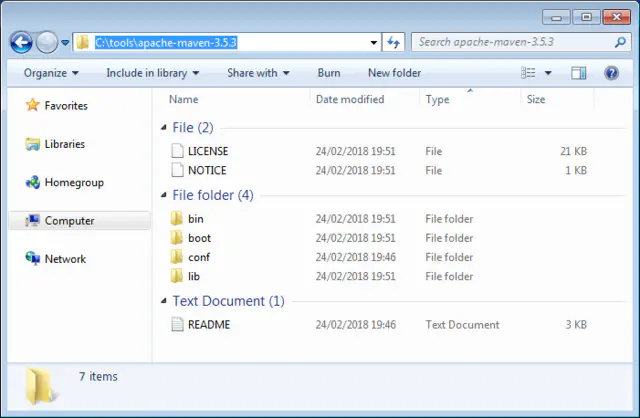 C:\tools\apache-maven-3.5.3 Search apache-maven-3.5.3
Organize Include in library Share with Burn New folder
Favorites
Libraries
Homegroup
Computer
Network
Name Date modified Type Size
File (2)
LICENSE 24/02/2018 19:51 File 21 KB
NOTICE 24/02/2018 19:51 File 1 KB
File folder (4)
bin 24/02/2018 19:51 File folder
boot 24/02/2018 19:51 File folder
conf 24/02/2018 19:46 File folder
lib 24/02/2018 19:51 File folder
Text Document (1)
README 24/02/2018 19:46 Text Document 3 KB
7 items